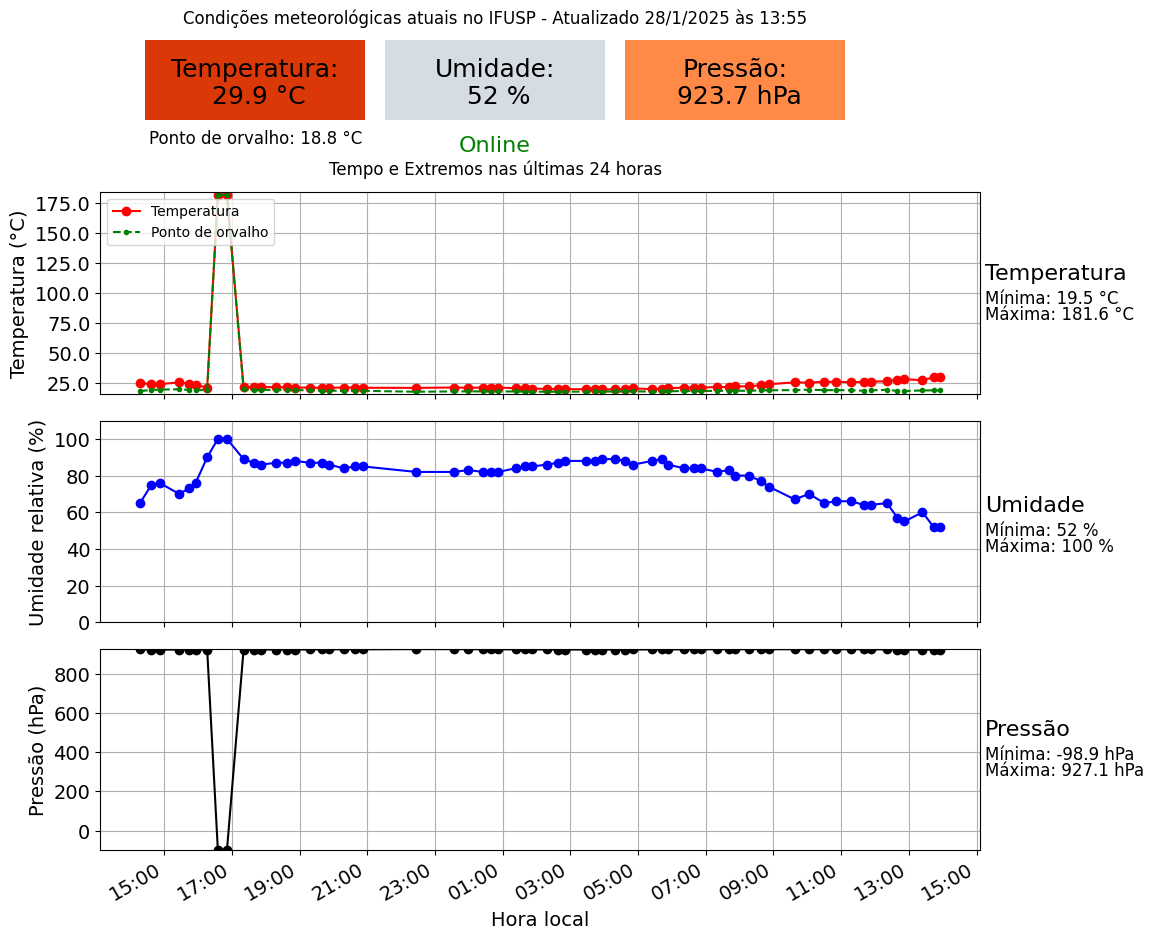 Condições meteorológicas atuais no IFUSP - Atualizado 28/1/2025 às 13:55
Temperatura:
29.9 °C
Umidade:
52 %
Pressão:
923.7 hPa
Ponto de orvalho: 18.8 °C
Online
Tempo e Extremos nas últimas 24 horas
Temperatura (°C)
175.0
150.0
125.0
100.0
75.0
50.0
25.0
Temperatura
Ponto de orvalho
Temperatura
Mínima: 19.5 °C
Máxima: 181.6 °C
Umidade relativa (%)
100
80
60
40
20
0
Umidade
Mínima: 52 %
Máxima: 100 %
Pressão (hPa)
800
600
400
200
0
Pressão
Mínima: -98.9 hPa
Máxima: 927.1 hPa
15:00 17:00 19:00 21:00 23:00 01:00 03:00 05:00 07:00 09:00 11:00 13:00 15:00
Hora local